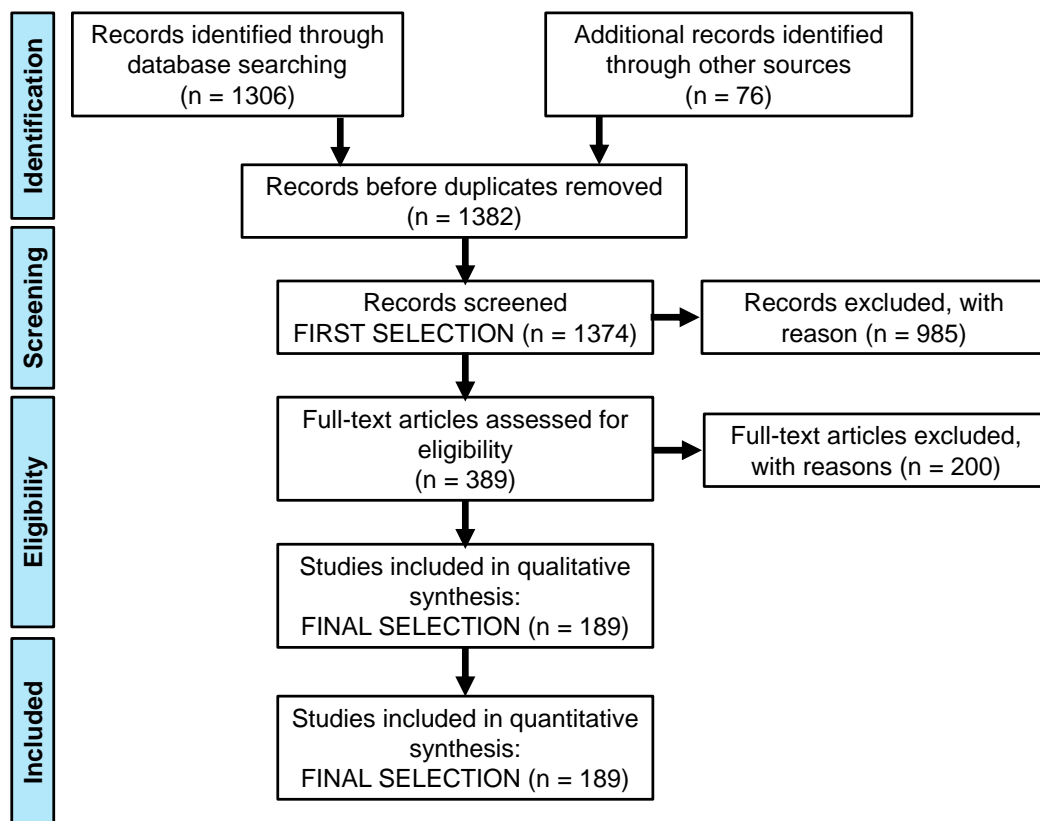 Identification
Records identified through
database searching
(n = 1306)
Additional records identified
through other sources
(n = 76)
Records before duplicates removed
(n = 1382)
Screening
Records screened
FIRST SELECTION (n = 1374)
Records excluded, with
reason (n = 985)
Eligibility
Full-text articles assessed for
eligibility
(n = 389)
Full-text articles excluded,
with reasons (n = 200)
Studies included in qualitative
synthesis:
FINAL SELECTION (n = 189)
Included
Studies included in quantitative
synthesis:
FINAL SELECTION (n = 189)